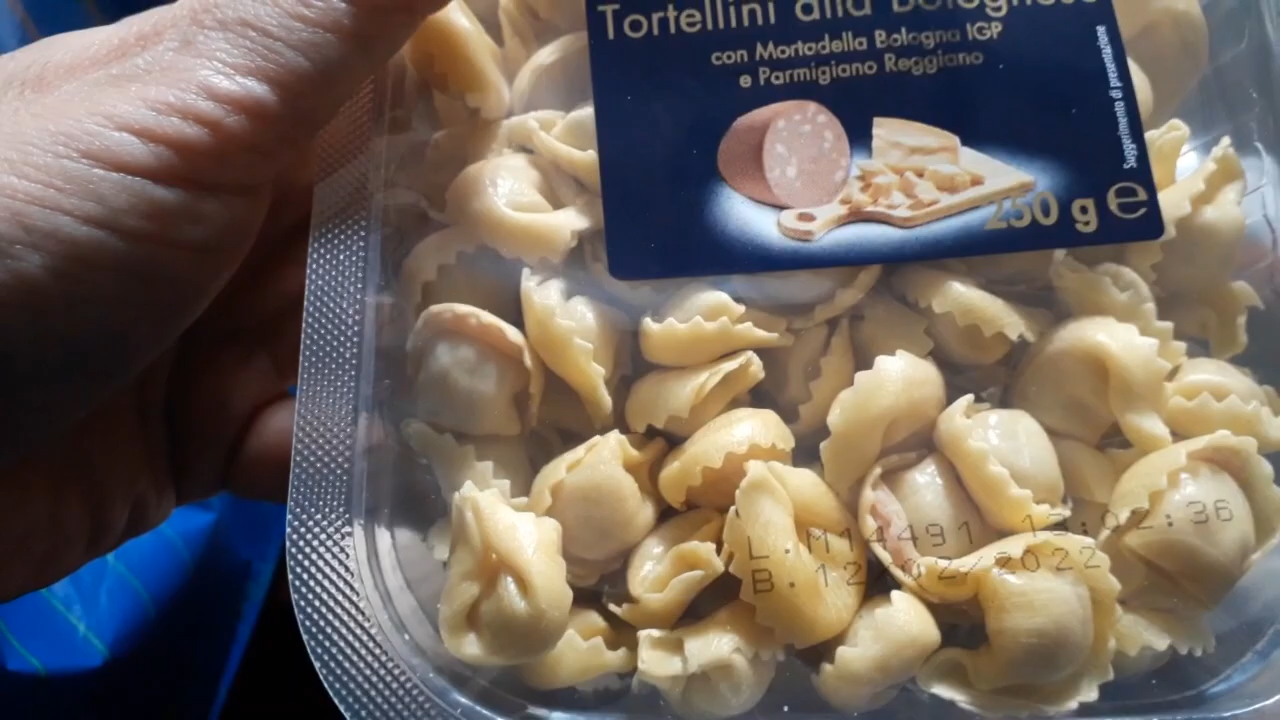 Tortellini alla Bolognese
con Mortadella Bologna IGP
e Parmigiano Reggiano
Suggerimento di presentazione
250 g e
L.M14491 13:02:36
B.12/02/2022